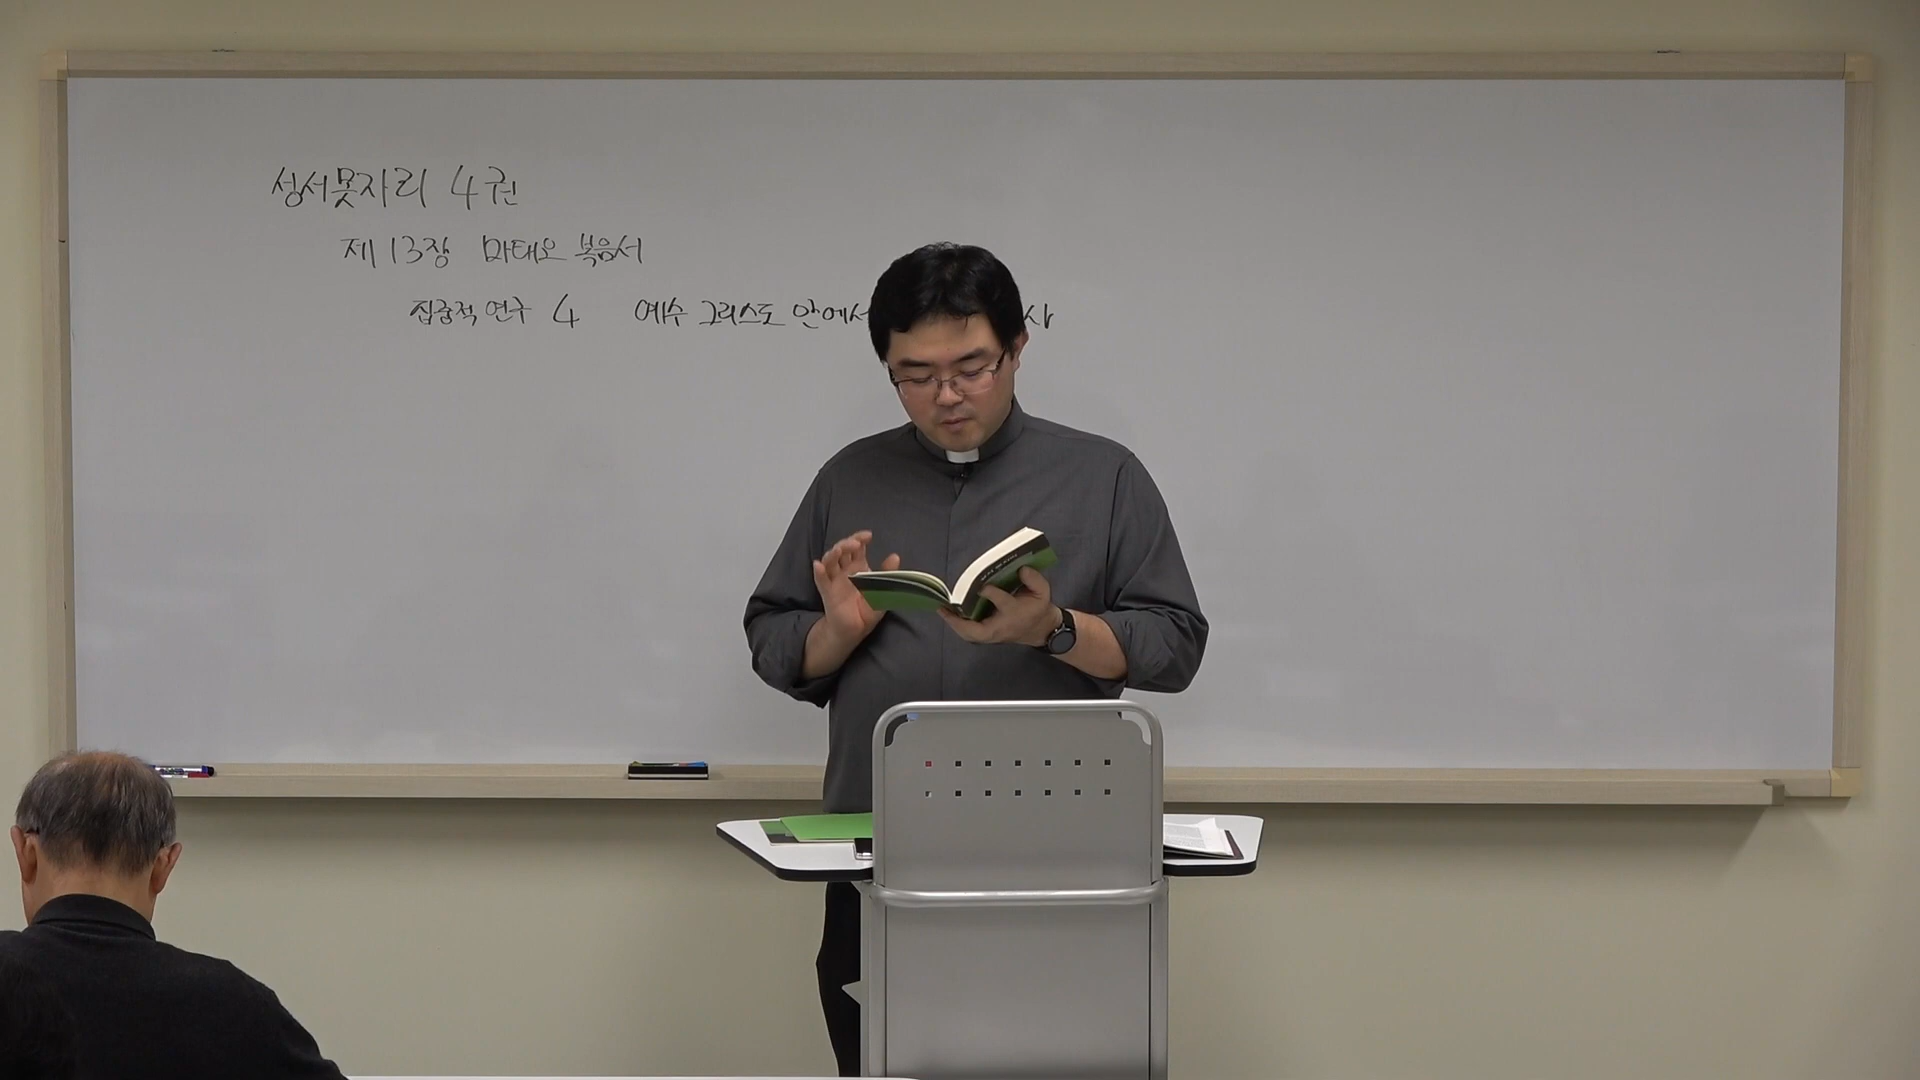 성서못자리 4권
제 13장 마태오 복음서
집중적 연구 4 예수 그리스도 안에서 사